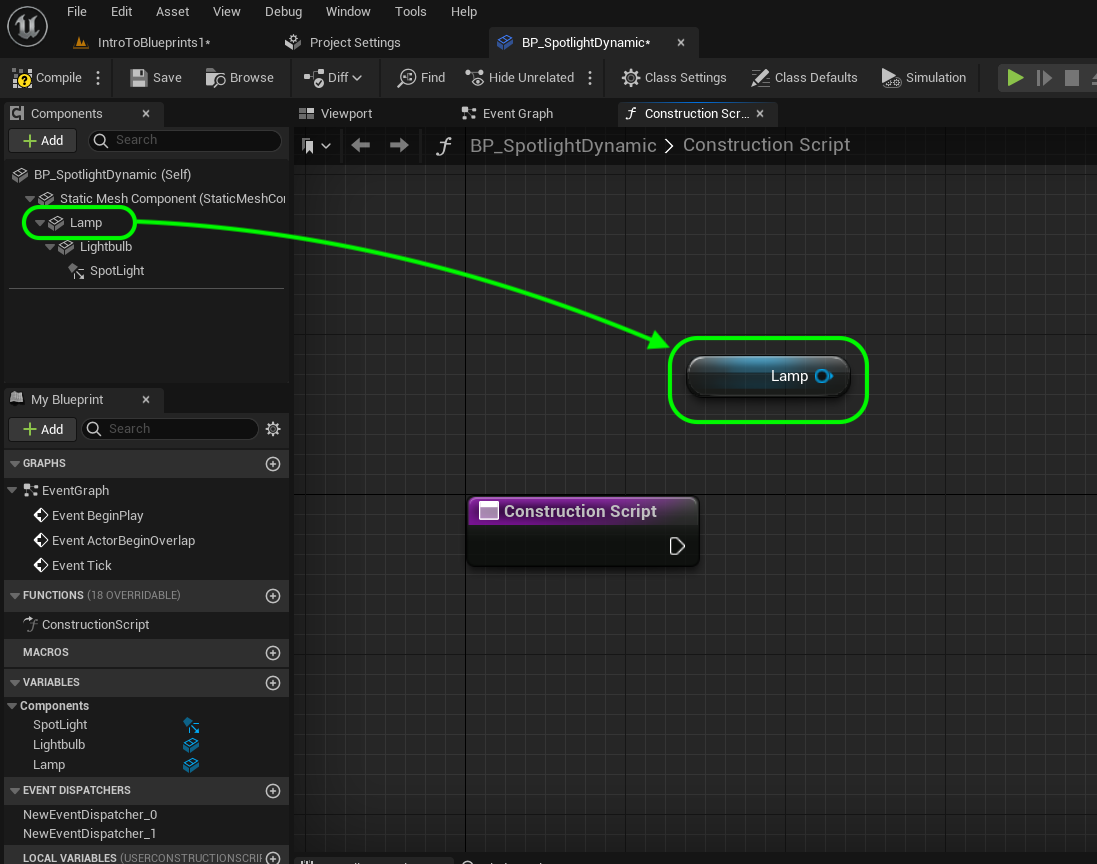 File Edit Asset View Debug Window Tools Help
IntroToBlueprints1* Project Settings BP_SpotlightDynamic*
Compile Save Browse Diff Find Hide Unrelated Class Settings Class Defaults Simulation
Components Viewport Event Graph Construction Scr...
Add Search BP_SpotlightDynamic > Construction Script
BP_SpotlightDynamic (Self)
Static Mesh Component (StaticMeshCo
Lamp
Lightbulb
SpotLight
Lamp
My Blueprint
Add Search
GRAPHS
EventGraph
Event BeginPlay
Event ActorBeginOverlap
Event Tick
Construction Script
FUNCTIONS (18 OVERRIDABLE)
ConstructionScript
MACROS
VARIABLES
Components
SpotLight
Lightbulb
Lamp
EVENT DISPATCHERS
NewEventDispatcher_0
NewEventDispatcher_1
LOCAL VARIABLES (USERCONSTRUCTIONSCRI